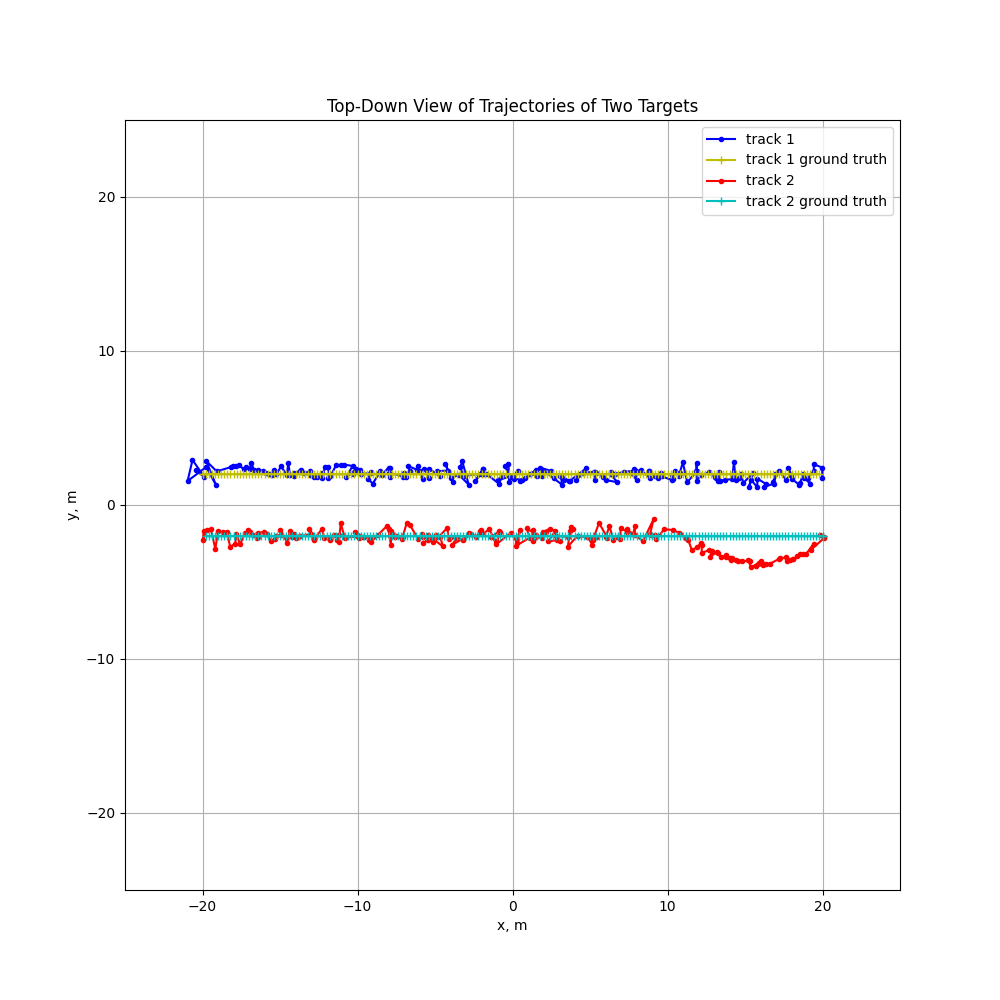 Top-Down View of Trajectories of Two Targets
track 1
track 1 ground truth
track 2
track 2 ground truth
20
10
0
−10
−20
y, m
−20 −10 0 10 20
x, m